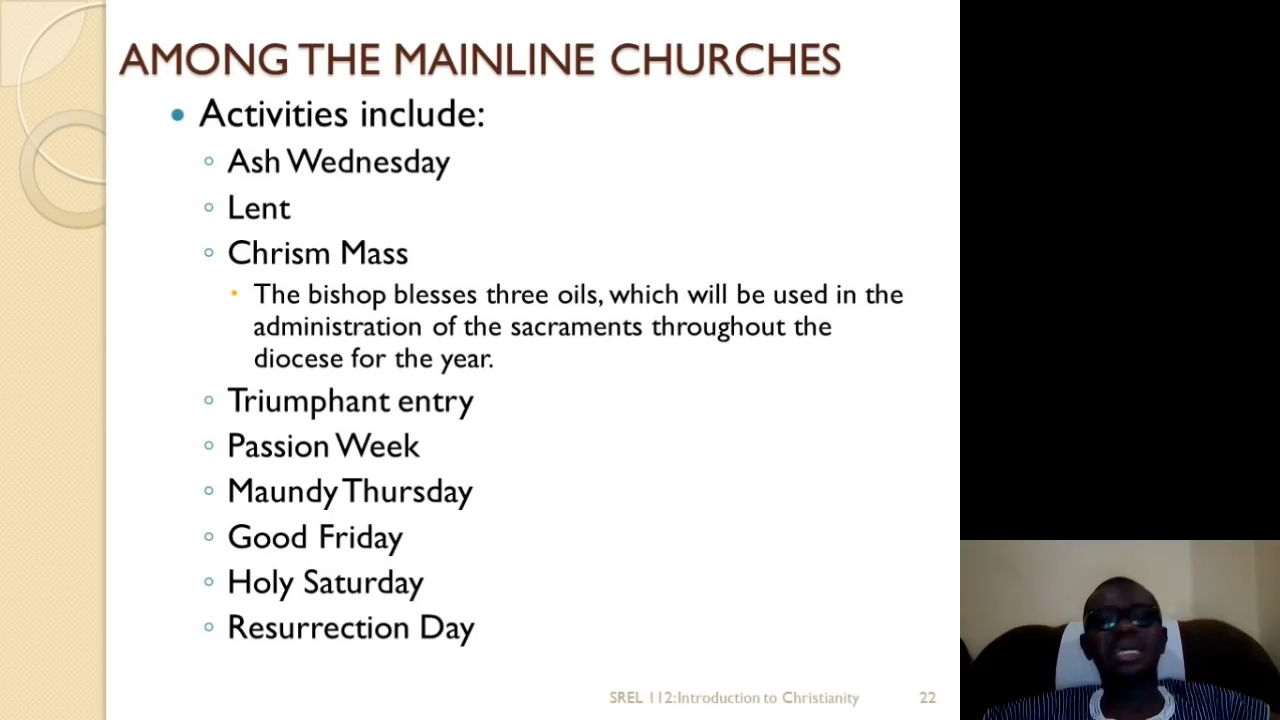 AMONG THE MAINLINE CHURCHES
Activities include:
Ash Wednesday
Lent
Chrism Mass
The bishop blesses three oils, which will be used in the
administration of the sacraments throughout the
diocese for the year.
Triumphant entry
Passion Week
Maundy Thursday
Good Friday
Holy Saturday
Resurrection Day
SREL 112:Introduction to Christianity 22